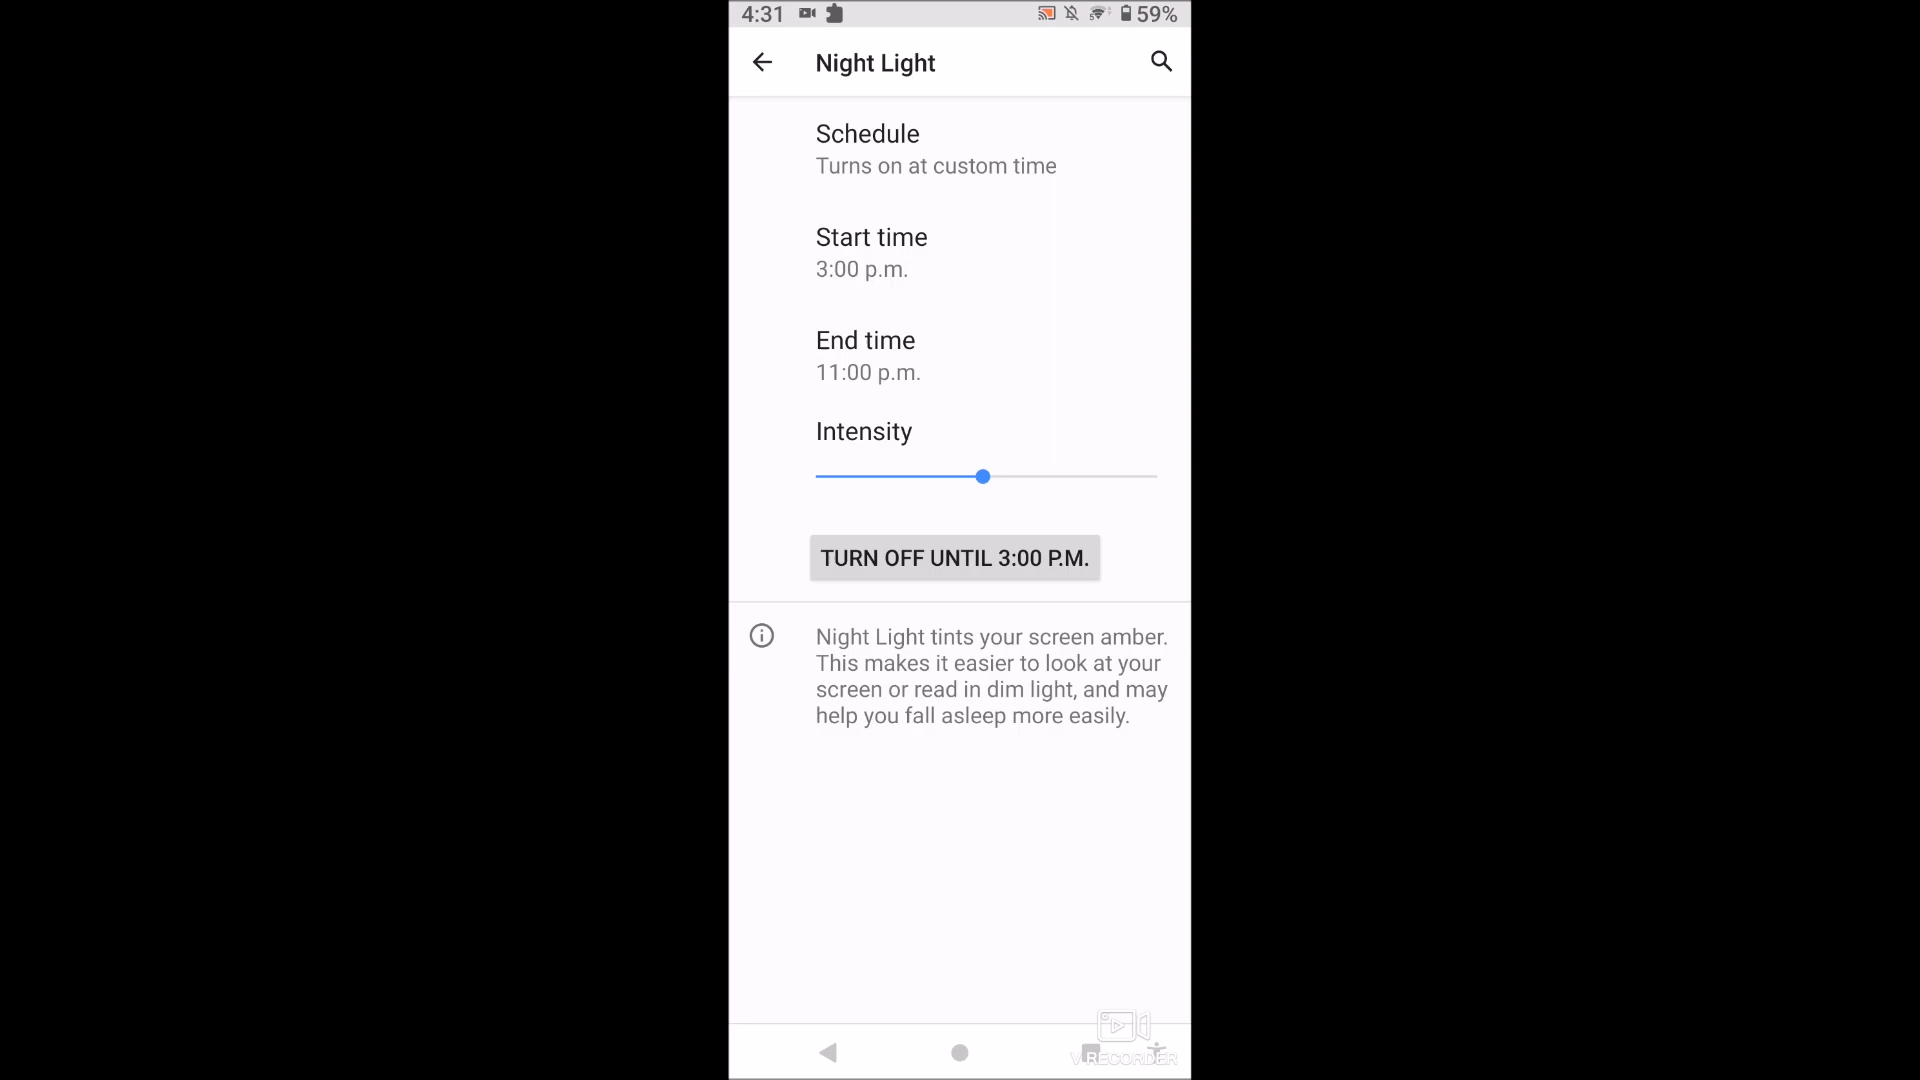 4:31 59%
Night Light
Schedule
Turns on at custom time
Start time
3:00 p.m.
End time
11:00 p.m.
Intensity
TURN OFF UNTIL 3:00 P.M.
Night Light tints your screen amber.
This makes it easier to look at your
screen or read in dim light, and may
help you fall asleep more easily.
V RECORDER